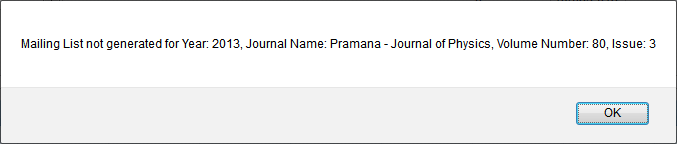 Mailing List not generated for Year: 2013, Journal Name: Pramana - Journal of Physics, Volume Number: 80, Issue: 3
OK